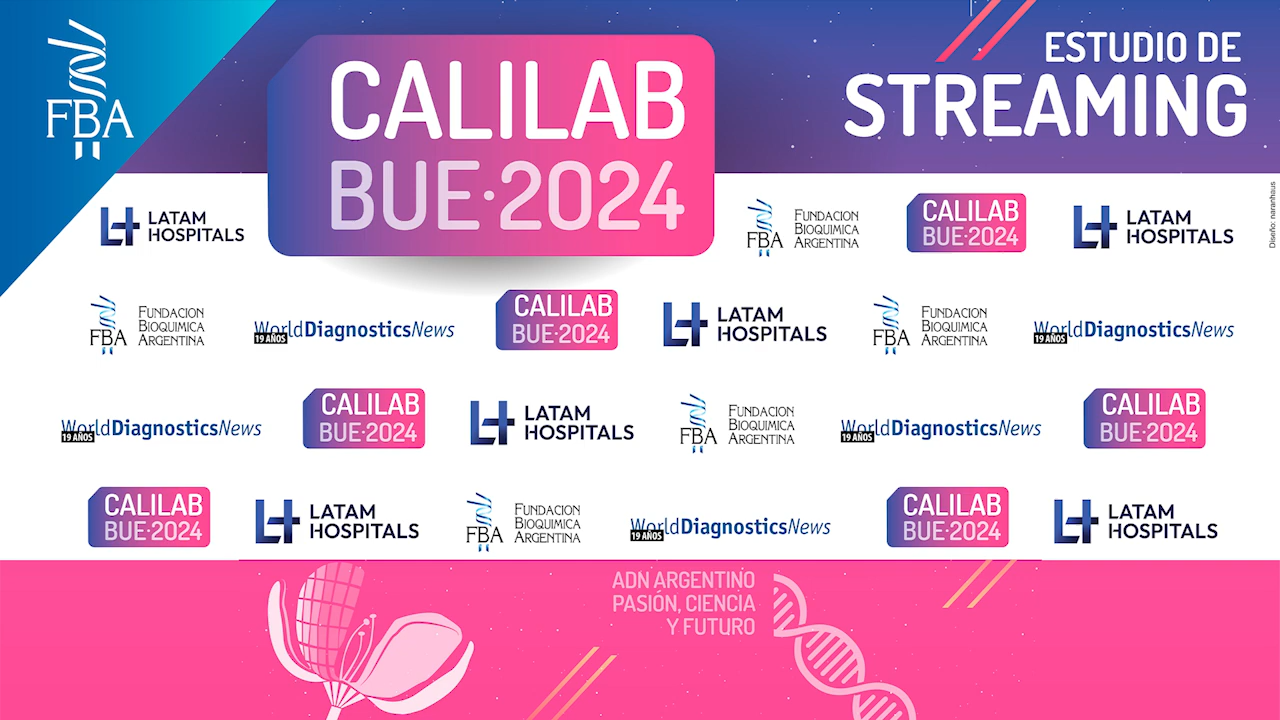 FBA
CALILAB
BUE·2024
ESTUDIO DE
STREAMING
Diseño: naranhaus
LATAM
HOSPITALS
FBA
FUNDACION
BIOQUIMICA
ARGENTINA
CALILAB
BUE·2024
LATAM
HOSPITALS
FBA
FUNDACION
BIOQUIMICA
ARGENTINA
WorldDiagnosticsNews
19 AÑOS
CALILAB
BUE·2024
LATAM
HOSPITALS
FBA
FUNDACION
BIOQUIMICA
ARGENTINA
WorldDiagnosticsNews
19 AÑOS
WorldDiagnosticsNews
19 AÑOS
CALILAB
BUE·2024
LATAM
HOSPITALS
FBA
FUNDACION
BIOQUIMICA
ARGENTINA
WorldDiagnosticsNews
19 AÑOS
CALILAB
BUE·2024
CALILAB
BUE·2024
LATAM
HOSPITALS
FBA
FUNDACION
BIOQUIMICA
ARGENTINA
WorldDiagnosticsNews
19 AÑOS
CALILAB
BUE·2024
LATAM
HOSPITALS
ADN ARGENTINO
PASIÓN, CIENCIA
Y FUTURO